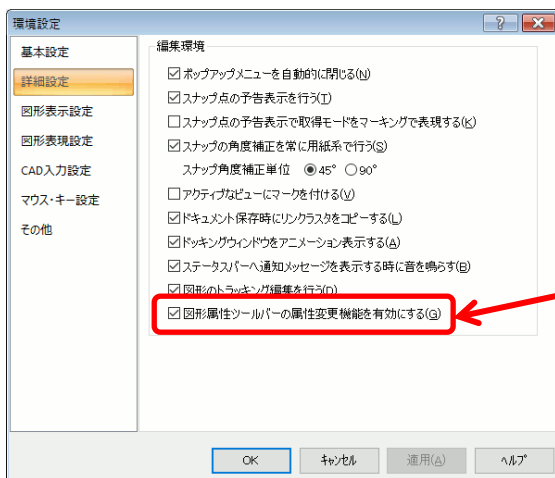 環境設定
基本設定
詳細設定
図形表示設定
図形表現設定
CAD入力設定
マウス・キー設定
その他
編集環境
ポップアップメニューを自動的に閉じる(N)
スナップ点の予告表示を行う(T)
スナップ点の予告表示で取得モードをマーキングで表現する(K)
スナップの角度補正を常に用紙系で行う(S)
スナップ角度補正単位 45° 90°
アクティブなビューにマークを付ける(V)
ドキュメント保存時にリンクラスタをコピーする(L)
ドッキングウィンドウをアニメーション表示する(A)
ステータスバーへ通知メッセージを表示する時に音を鳴らす(B)
図形のトラッキング編集を行う(D)
図形属性ツールバーの属性変更機能を有効にする(G)
OK キャンセル 適用(A) ヘルプ